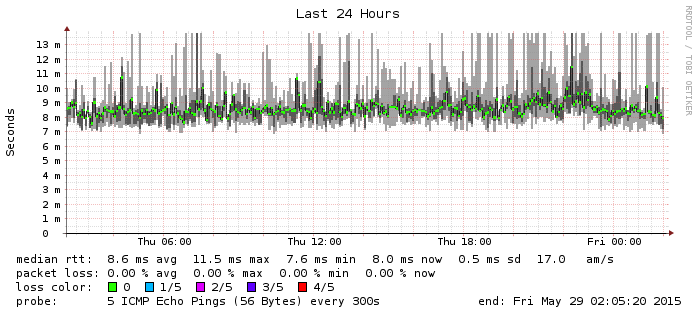 Last 24 Hours
RRDTOOL / TOBI OETIKER
Seconds
13 m
12 m
11 m
10 m
9 m
8 m
7 m
6 m
5 m
4 m
3 m
2 m
1 m
0
Thu 06:00 Thu 12:00 Thu 18:00 Fri 00:00
median rtt: 8.6 ms avg 11.5 ms max 7.6 ms min 8.0 ms now 0.5 ms sd 17.0 am/s
packet loss: 0.00 % avg 0.00 % max 0.00 % min 0.00 % now
loss color: 0 1/5 2/5 3/5 4/5
probe: 5 ICMP Echo Pings (56 Bytes) every 300s end: Fri May 29 02:05:20 2015